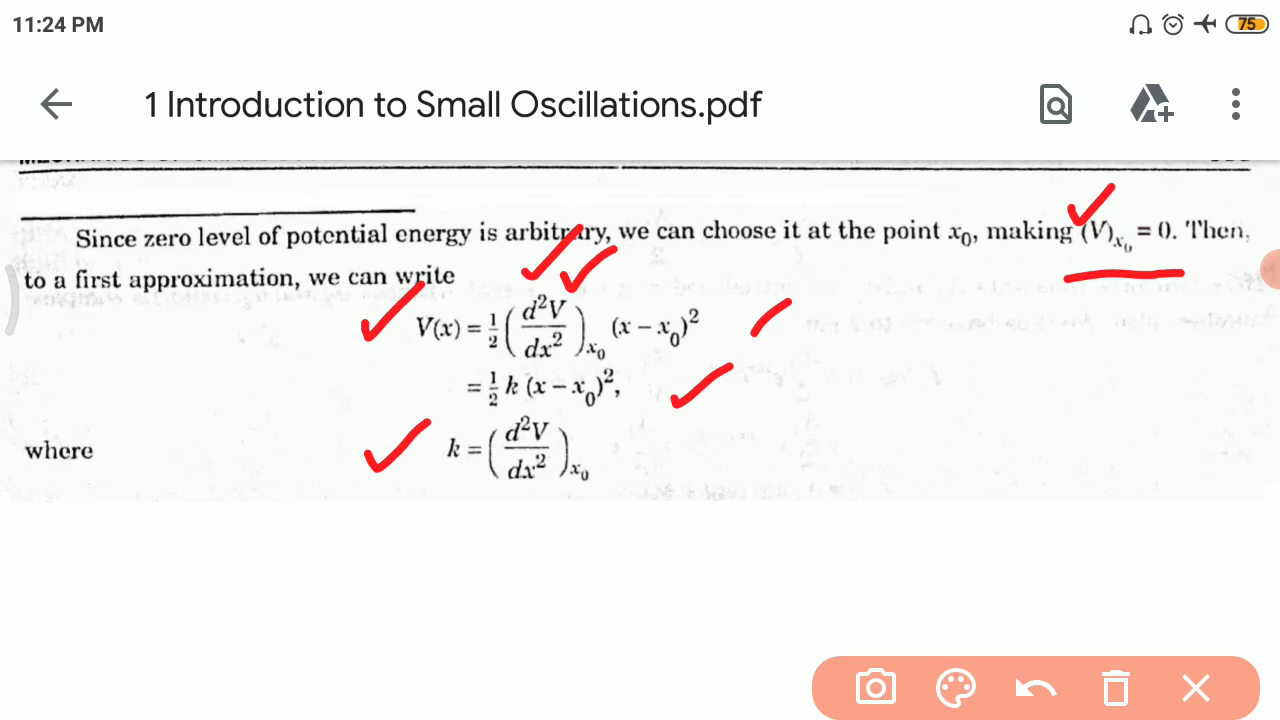 11:24 PM
75
1 Introduction to Small Oscillations.pdf
Since zero level of potential energy is arbitrary, we can choose it at the point x₀, making (V)ₓ₀ = 0. Then,
to a first approximation, we can write
V(x) = ½ (d²V/dx²)ₓ₀ (x – x₀)²
= ½ k (x – x₀)²,
where k = (d²V/dx²)ₓ₀